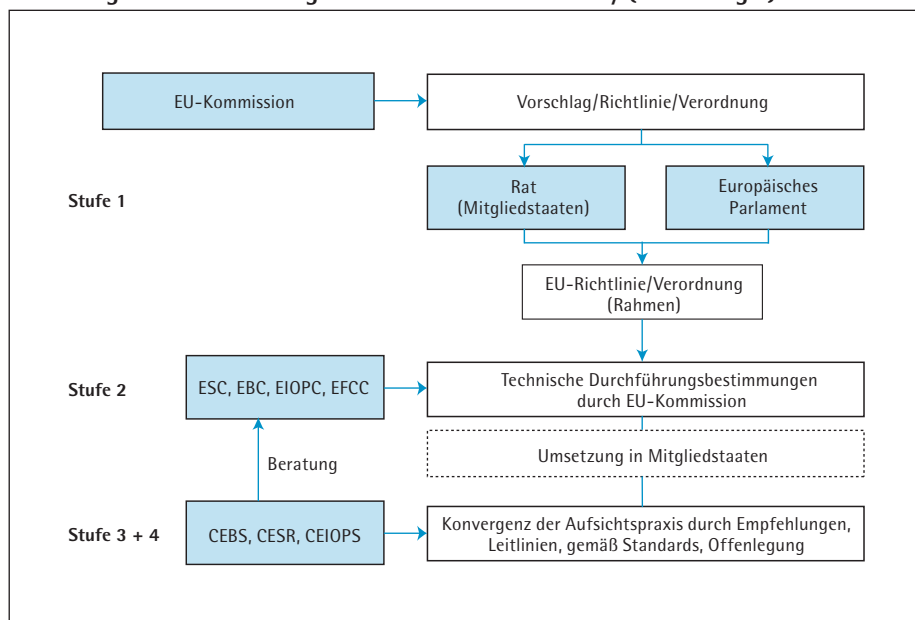 EU-Kommission
Vorschlag/Richtlinie/Verordnung
Stufe 1
Rat
(Mitgliedstaaten)
Europäisches
Parlament
EU-Richtlinie/Verordnung
(Rahmen)
Stufe 2
ESC, EBC, EIOPC, EFCC
Technische Durchführungsbestimmungen
durch EU-Kommission
Beratung
Umsetzung in Mitgliedstaaten
Stufe 3 + 4
CEBS, CESR, CEIOPS
Konvergenz der Aufsichtspraxis durch Empfehlungen,
Leitlinien, gemäß Standards, Offenlegung